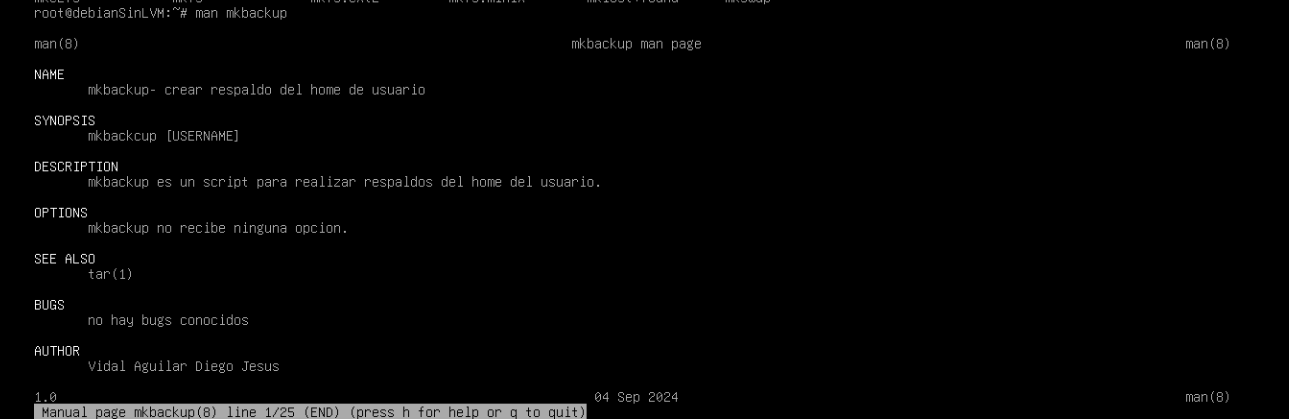 root@debianSinLVM:~# man mkbackup
man(8) mkbackup man page man(8)
NAME
mkbackup- crear respaldo del home de usuario
SYNOPSIS
mkbackcup [USERNAME]
DESCRIPTION
mkbackup es un script para realizar respaldos del home del usuario.
OPTIONS
mkbackup no recibe ninguna opcion.
SEE ALSO
tar(1)
BUGS
no hay bugs conocidos
AUTHOR
Vidal Aguilar Diego Jesus
1.0 04 Sep 2024 man(8)
Manual page mkbackup(8) line 1/25 (END) (press h for help or q to quit)